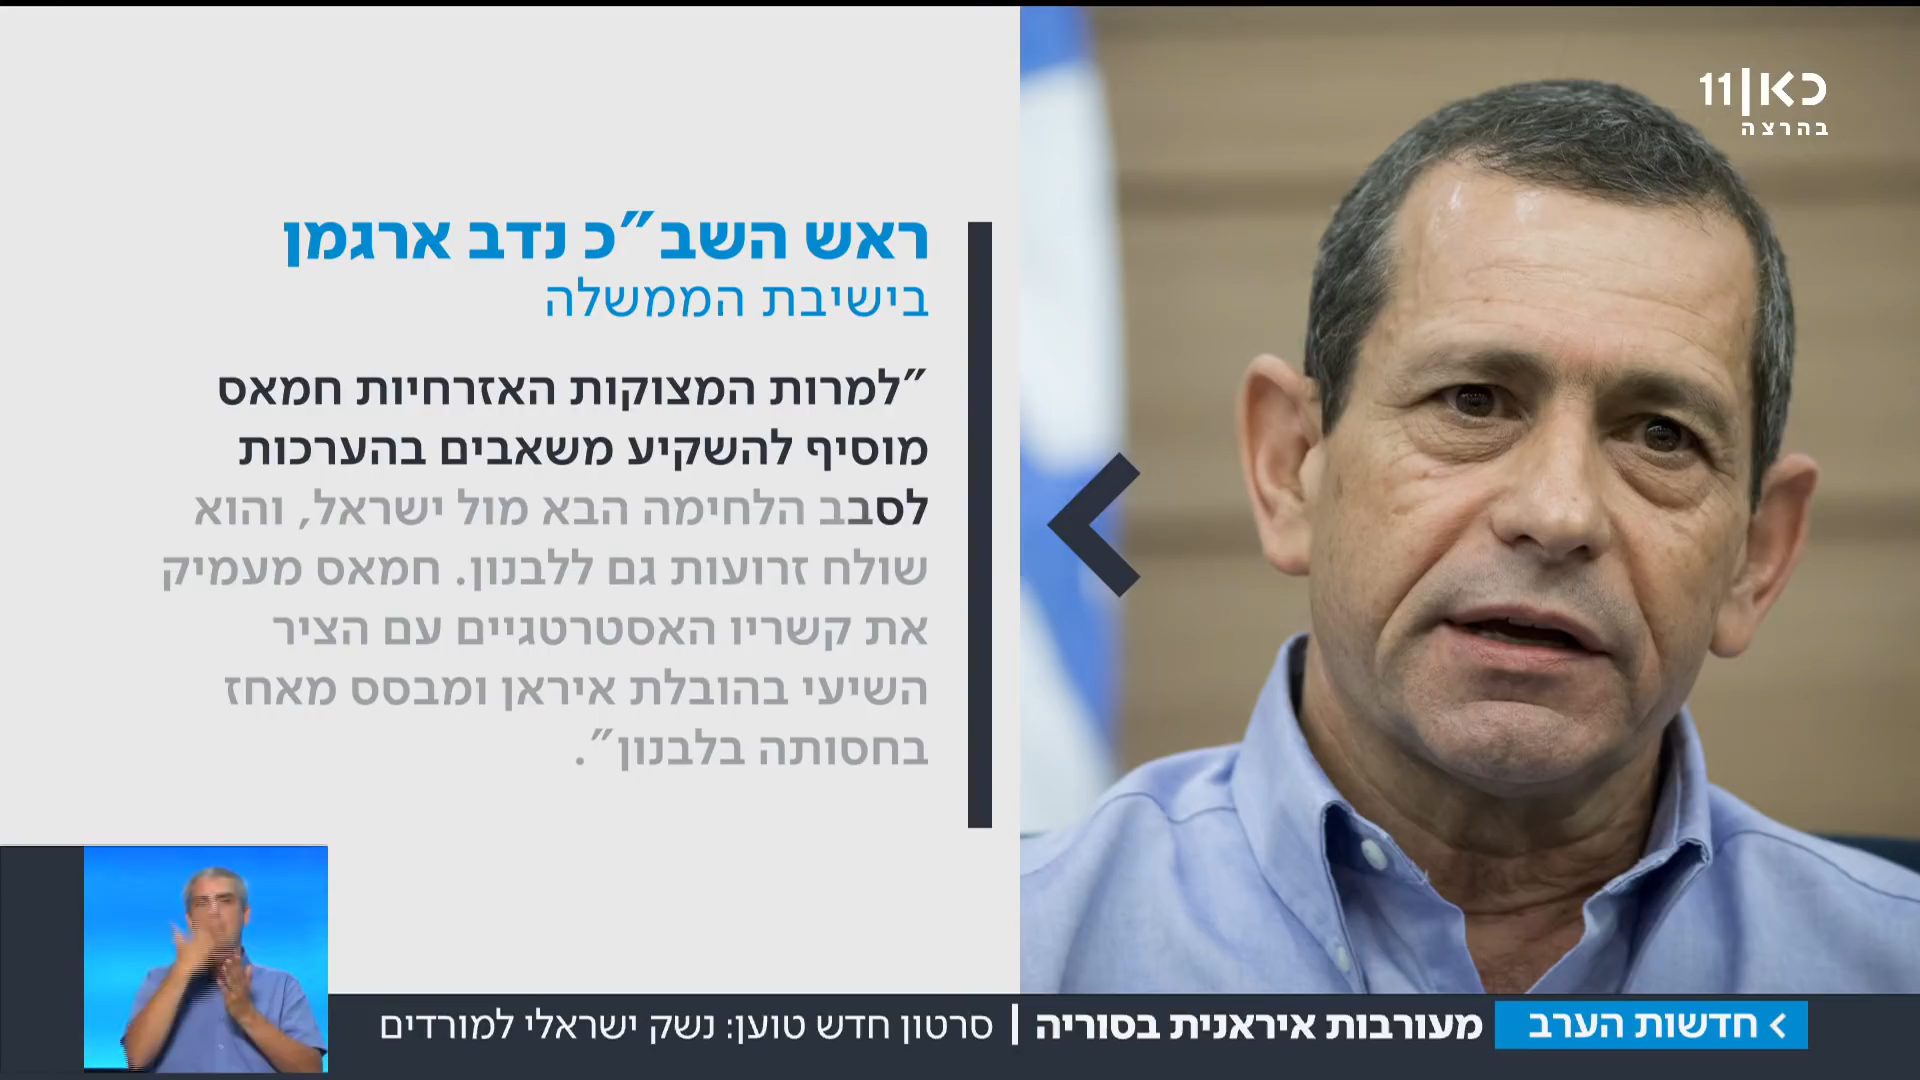 כאן 11
בהרצה
ראש השב״כ נדב ארגמן
בישיבת הממשלה
״למרות המצוקות האזרחיות חמאס
מוסיף להשקיע משאבים בהערכות
לסבב הלחימה הבא מול ישראל, והוא
שולח זרועות גם ללבנון. חמאס מעמיק
את קשריו האסטרטגיים עם הציר
השיעי בהובלת איראן ומבסס מאחז
בחסותה בלבנון״.
חדשות הערב
מעורבות איראנית בסוריה | סרטון חדש טוען: נשק ישראלי למורדים